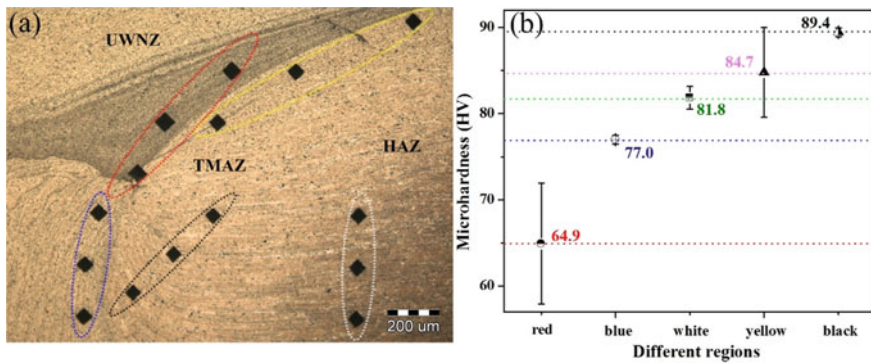 (a)
UWNZ
HAZ
TMAZ
200 um
(b)
Microhardness (HV)
90
80
70
60
89.4
84.7
81.8
77.0
64.9
red blue white yellow black
Different regions